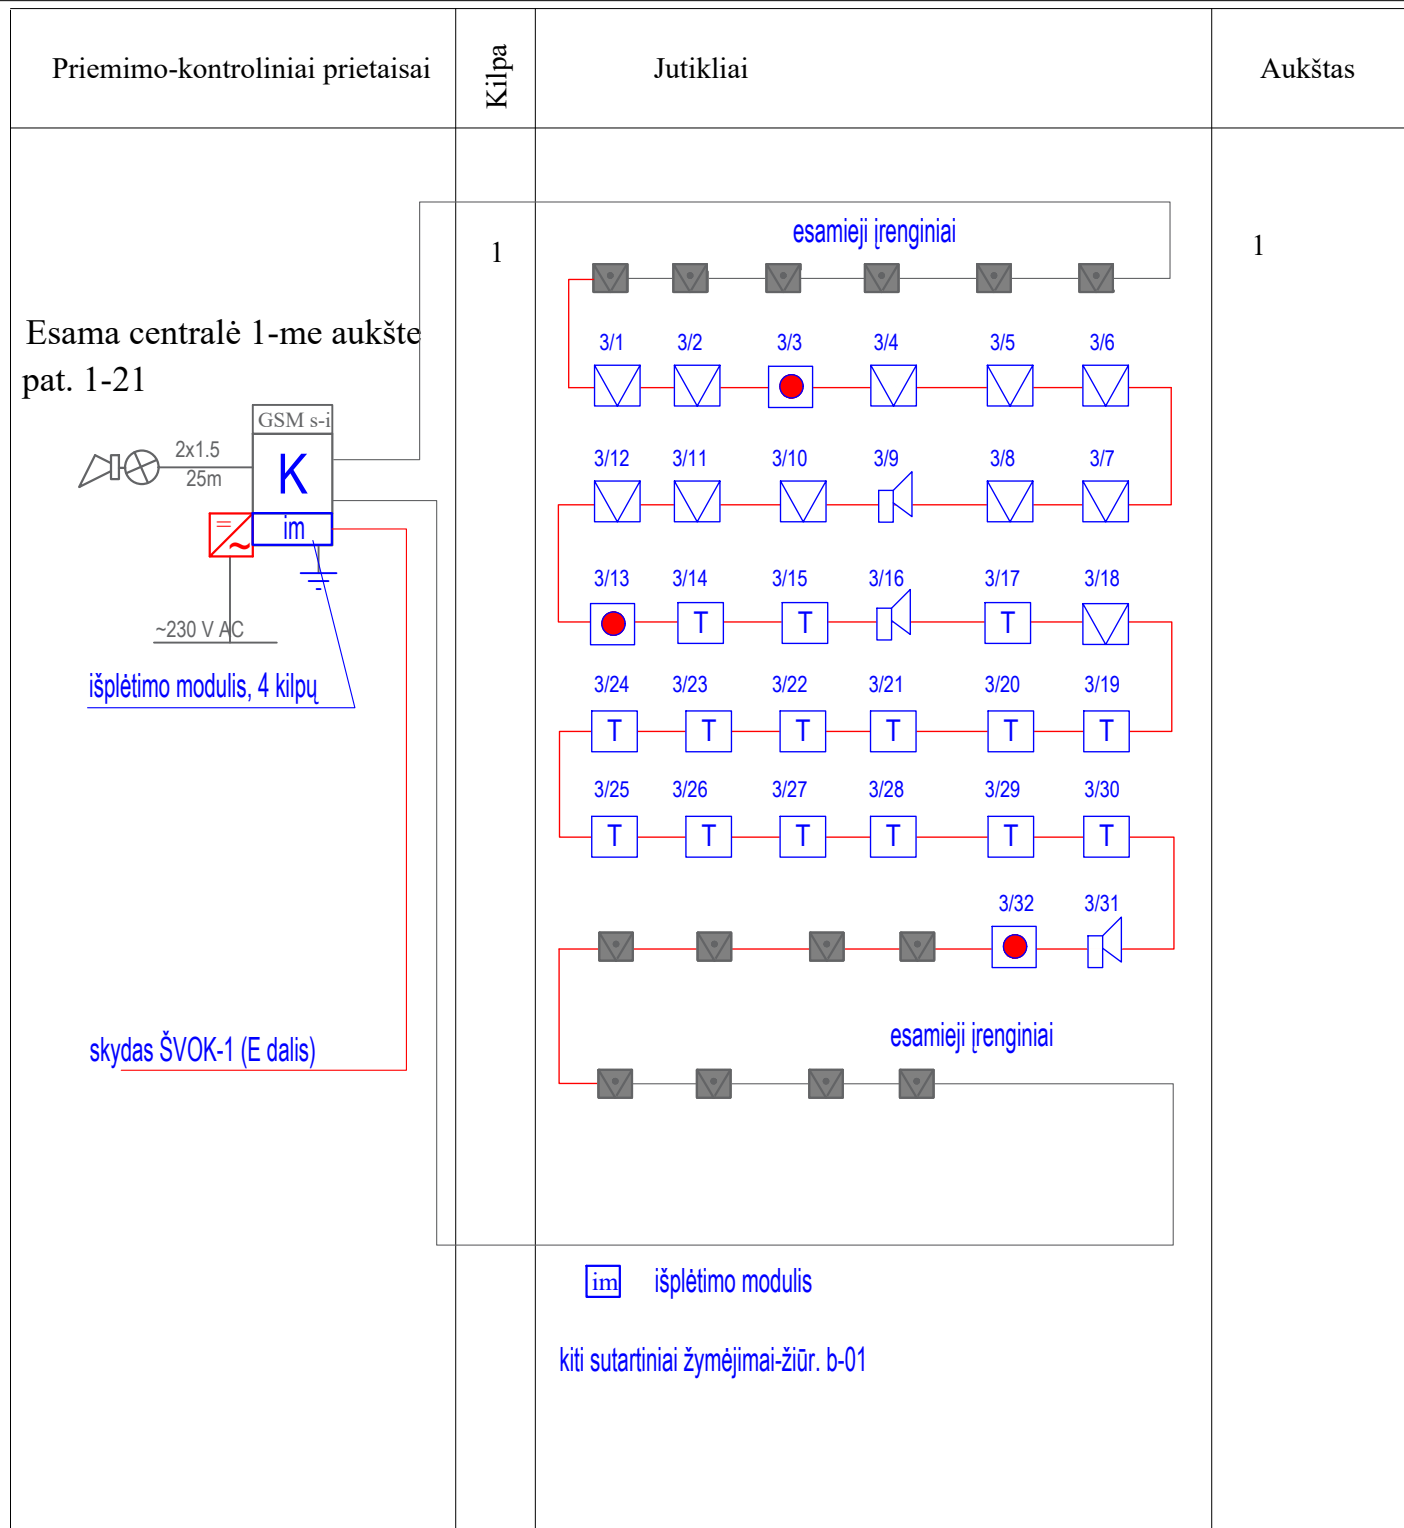 Priemimo-kontroliniai prietaisai
Kilpa
Jutikliai
Aukštas
1
esamieji įrenginiai
1
Esama centralė 1-me aukšte
pat. 1-21
3/1 3/2 3/3 3/4 3/5 3/6
GSM s-i
2x1.5
25m
K
im
=
~
3/12 3/11 3/10 3/9 3/8 3/7
3/13 3/14 3/15 3/16 3/17 3/18
T T T
~230 V AC
išplėtimo modulis, 4 kilpų
3/24 3/23 3/22 3/21 3/20 3/19
T T T T T T
3/25 3/26 3/27 3/28 3/29 3/30
T T T T T T
3/32 3/31
skydas ŠVOK-1 (E dalis)
esamieji įrenginiai
im išplėtimo modulis
kiti sutartiniai žymėjimai-žiūr. b-01